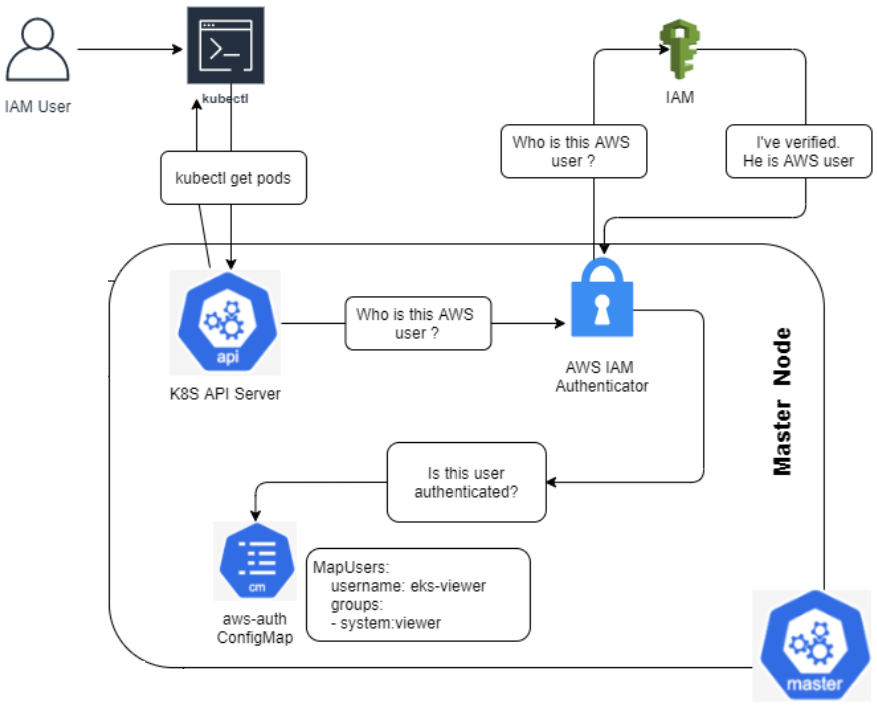 IAM User
kubectl
kubectl get pods
IAM
Who is this AWS
user ?
I've verified.
He is AWS user
api
K8S API Server
Who is this AWS
user ?
AWS IAM
Authenticator
Master Node
Is this user
authenticated?
cm
aws-auth
ConfigMap
MapUsers:
username: eks-viewer
groups:
- system:viewer
master